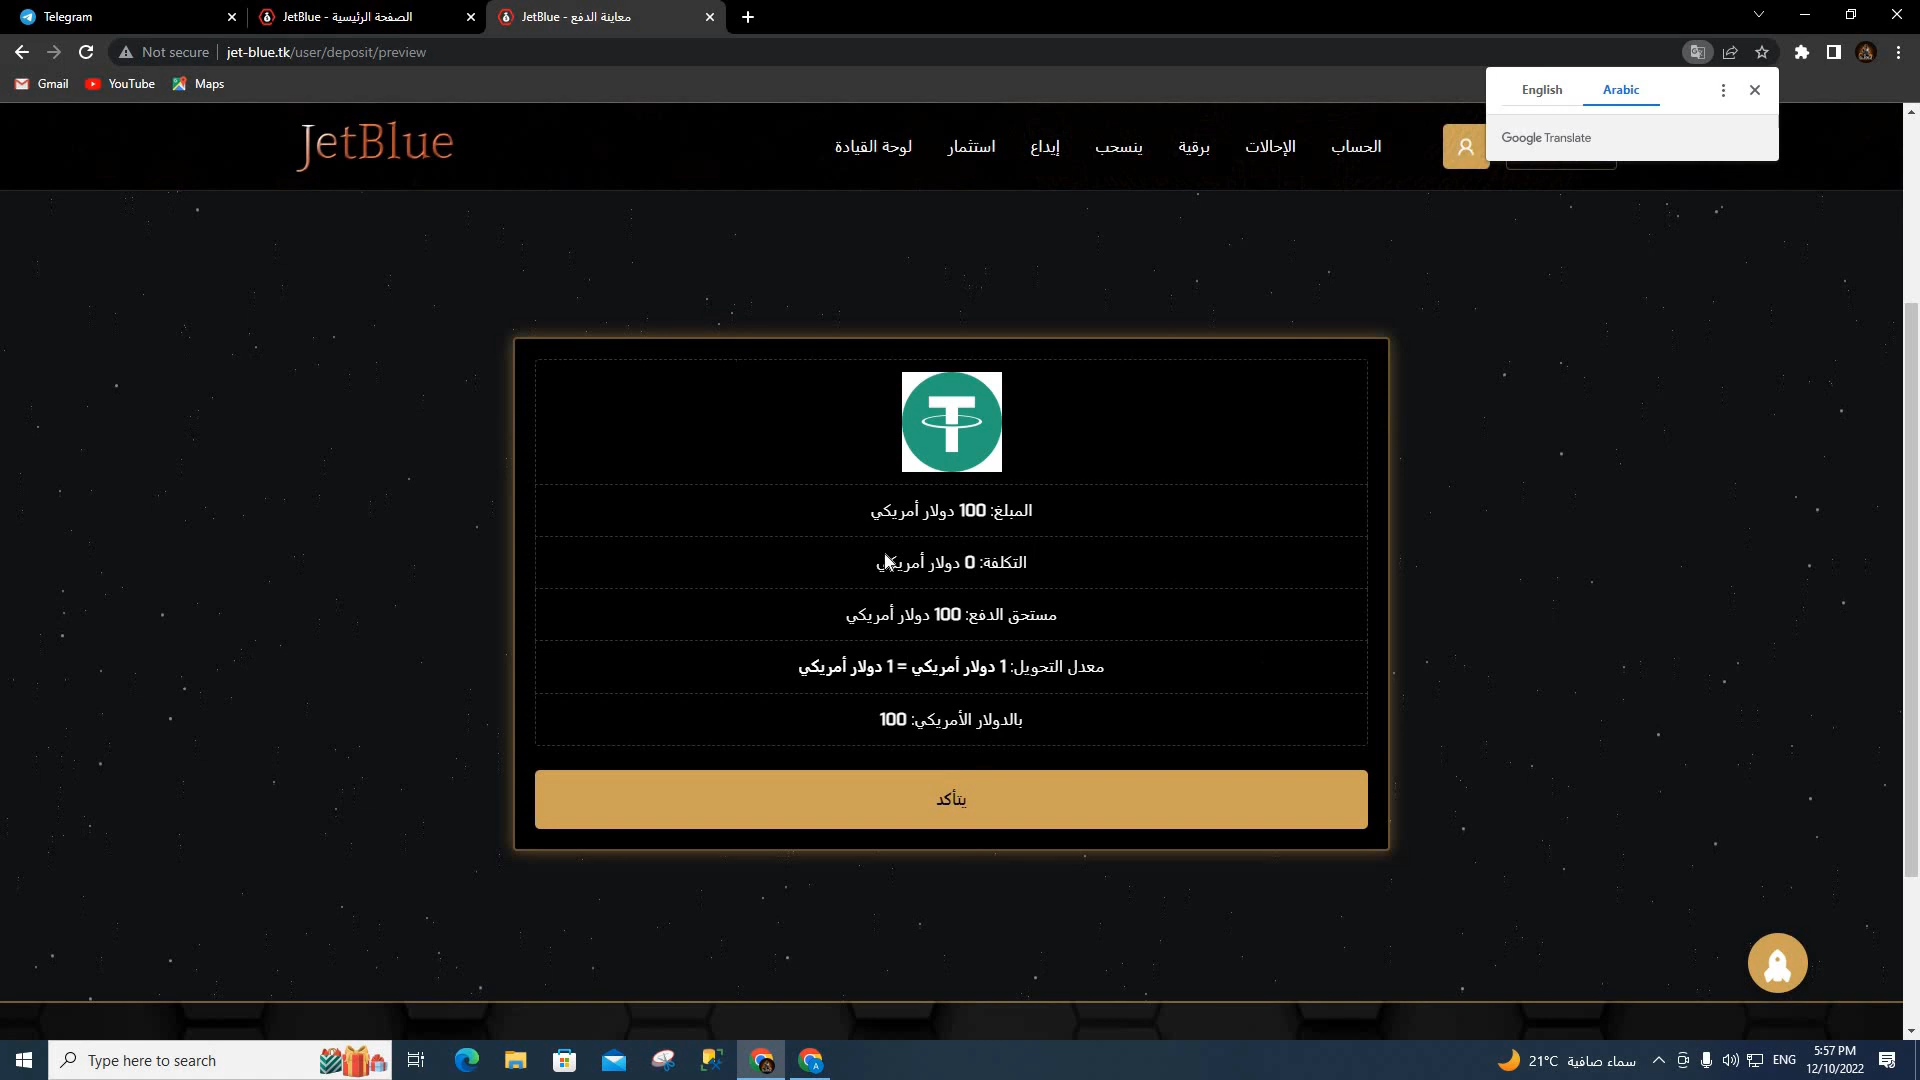 Telegram
JetBlue - الصفحة الرئيسية
JetBlue - معاينة الدفع
Not secure
jet-blue.tk/user/deposit/preview
Gmail
YouTube
Maps
English
Arabic
Google Translate
JetBlue
لوحة القيادة
استثمار
إيداع
ينسحب
برقية
الإحالات
الحساب
المبلغ: 100 دولار أمريكي
التكلفة: 0 دولار أمريكي
مستحق الدفع: 100 دولار أمريكي
معدل التحويل: 1 دولار أمريكي = 1 دولار أمريكي
بالدولار الأمريكي: 100
يتأكد
Type here to search
21°C سماء صافية
ENG
5:57 PM
12/10/2022